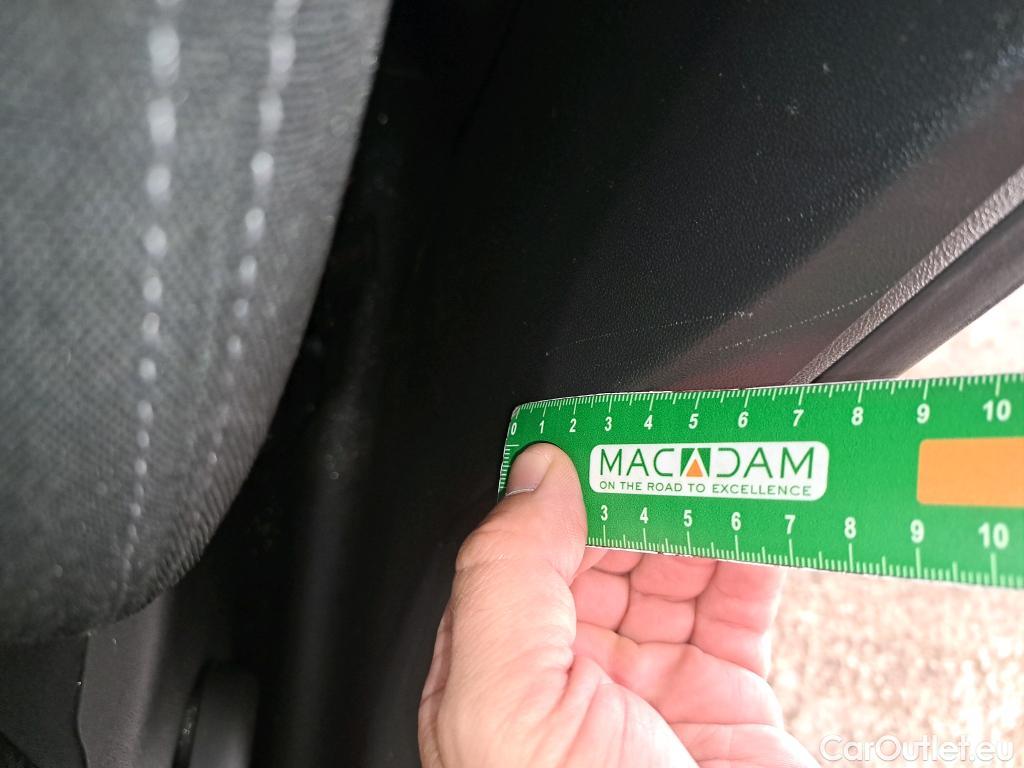 0 1 2 3 4 5 6 7 8 9 10
MACADAM
ON THE ROAD TO EXCELLENCE
3 4 5 6 7 8 9 10
CarOutlet.eu